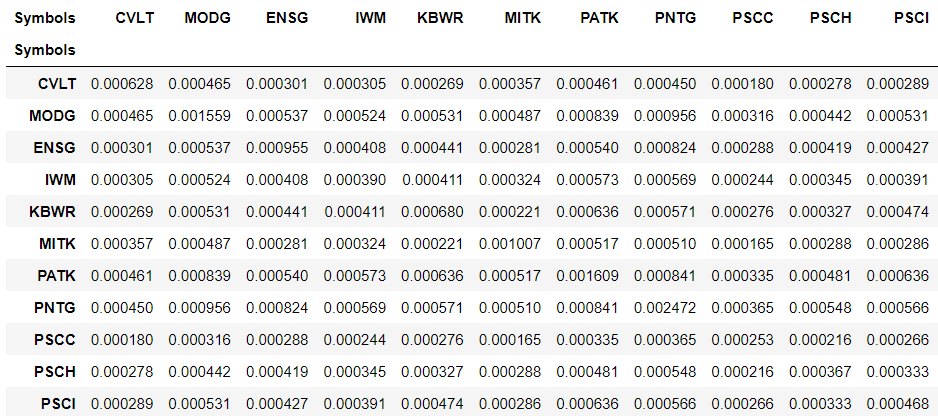 Symbols CVLT MODG ENSG IWM KBWR MITK PATK PNTG PSCC PSCH PSCI
Symbols
CVLT 0.000628 0.000465 0.000301 0.000305 0.000269 0.000357 0.000461 0.000450 0.000180 0.000278 0.000289
MODG 0.000465 0.001559 0.000537 0.000524 0.000531 0.000487 0.000839 0.000956 0.000316 0.000442 0.000531
ENSG 0.000301 0.000537 0.000955 0.000408 0.000441 0.000281 0.000540 0.000824 0.000288 0.000419 0.000427
IWM 0.000305 0.000524 0.000408 0.000390 0.000411 0.000324 0.000573 0.000569 0.000244 0.000345 0.000391
KBWR 0.000269 0.000531 0.000441 0.000411 0.000680 0.000221 0.000636 0.000571 0.000276 0.000327 0.000474
MITK 0.000357 0.000487 0.000281 0.000324 0.000221 0.001007 0.000517 0.000510 0.000165 0.000288 0.000286
PATK 0.000461 0.000839 0.000540 0.000573 0.000636 0.000517 0.001609 0.000841 0.000335 0.000481 0.000636
PNTG 0.000450 0.000956 0.000824 0.000569 0.000571 0.000510 0.000841 0.002472 0.000365 0.000548 0.000566
PSCC 0.000180 0.000316 0.000288 0.000244 0.000276 0.000165 0.000335 0.000365 0.000253 0.000216 0.000266
PSCH 0.000278 0.000442 0.000419 0.000345 0.000327 0.000288 0.000481 0.000548 0.000216 0.000367 0.000333
PSCI 0.000289 0.000531 0.000427 0.000391 0.000474 0.000286 0.000636 0.000566 0.000266 0.000333 0.000468